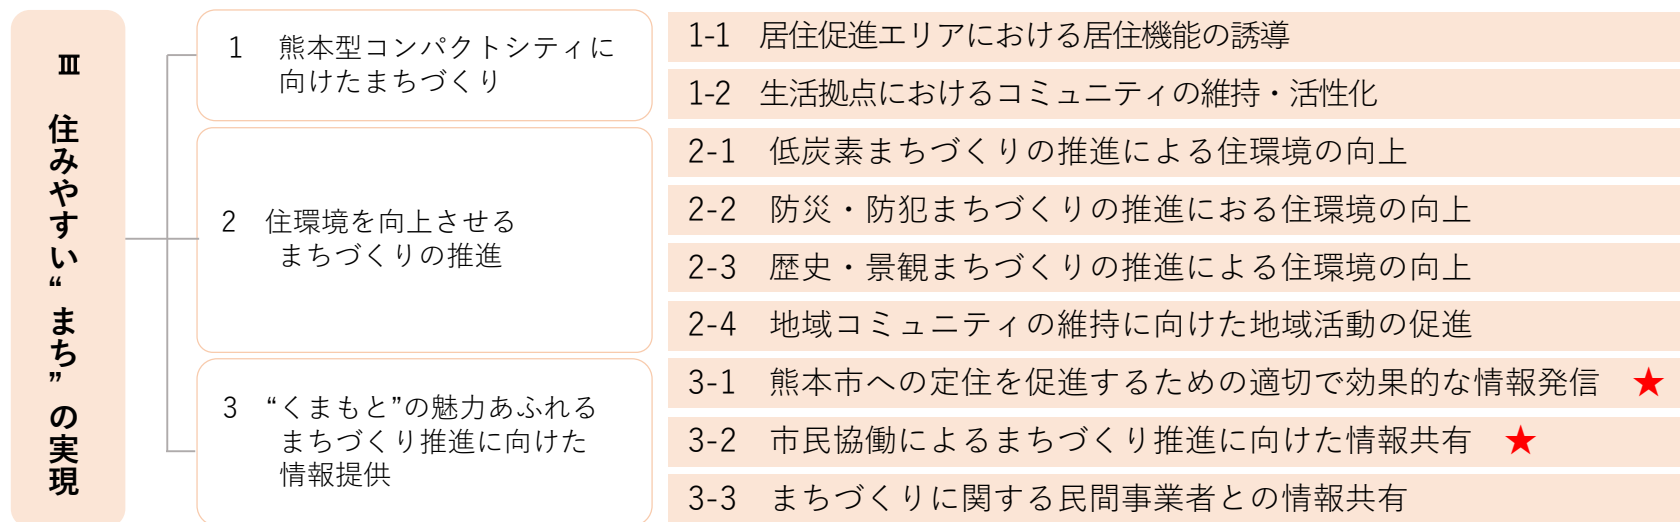 Ⅲ 住みやすい“まち”の実現
1 熊本型コンパクトシティに
向けたまちづくり
1-1 居住促進エリアにおける居住機能の誘導
1-2 生活拠点におけるコミュニティの維持・活性化
2 住環境を向上させる
まちづくりの推進
2-1 低炭素まちづくりの推進による住環境の向上
2-2 防災・防犯まちづくりの推進におる住環境の向上
2-3 歴史・景観まちづくりの推進による住環境の向上
2-4 地域コミュニティの維持に向けた地域活動の促進
3 “くまもと”の魅力あふれる
まちづくり推進に向けた
情報提供
3-1 熊本市への定住を促進するための適切で効果的な情報発信 ★
3-2 市民協働によるまちづくり推進に向けた情報共有 ★
3-3 まちづくりに関する民間事業者との情報共有